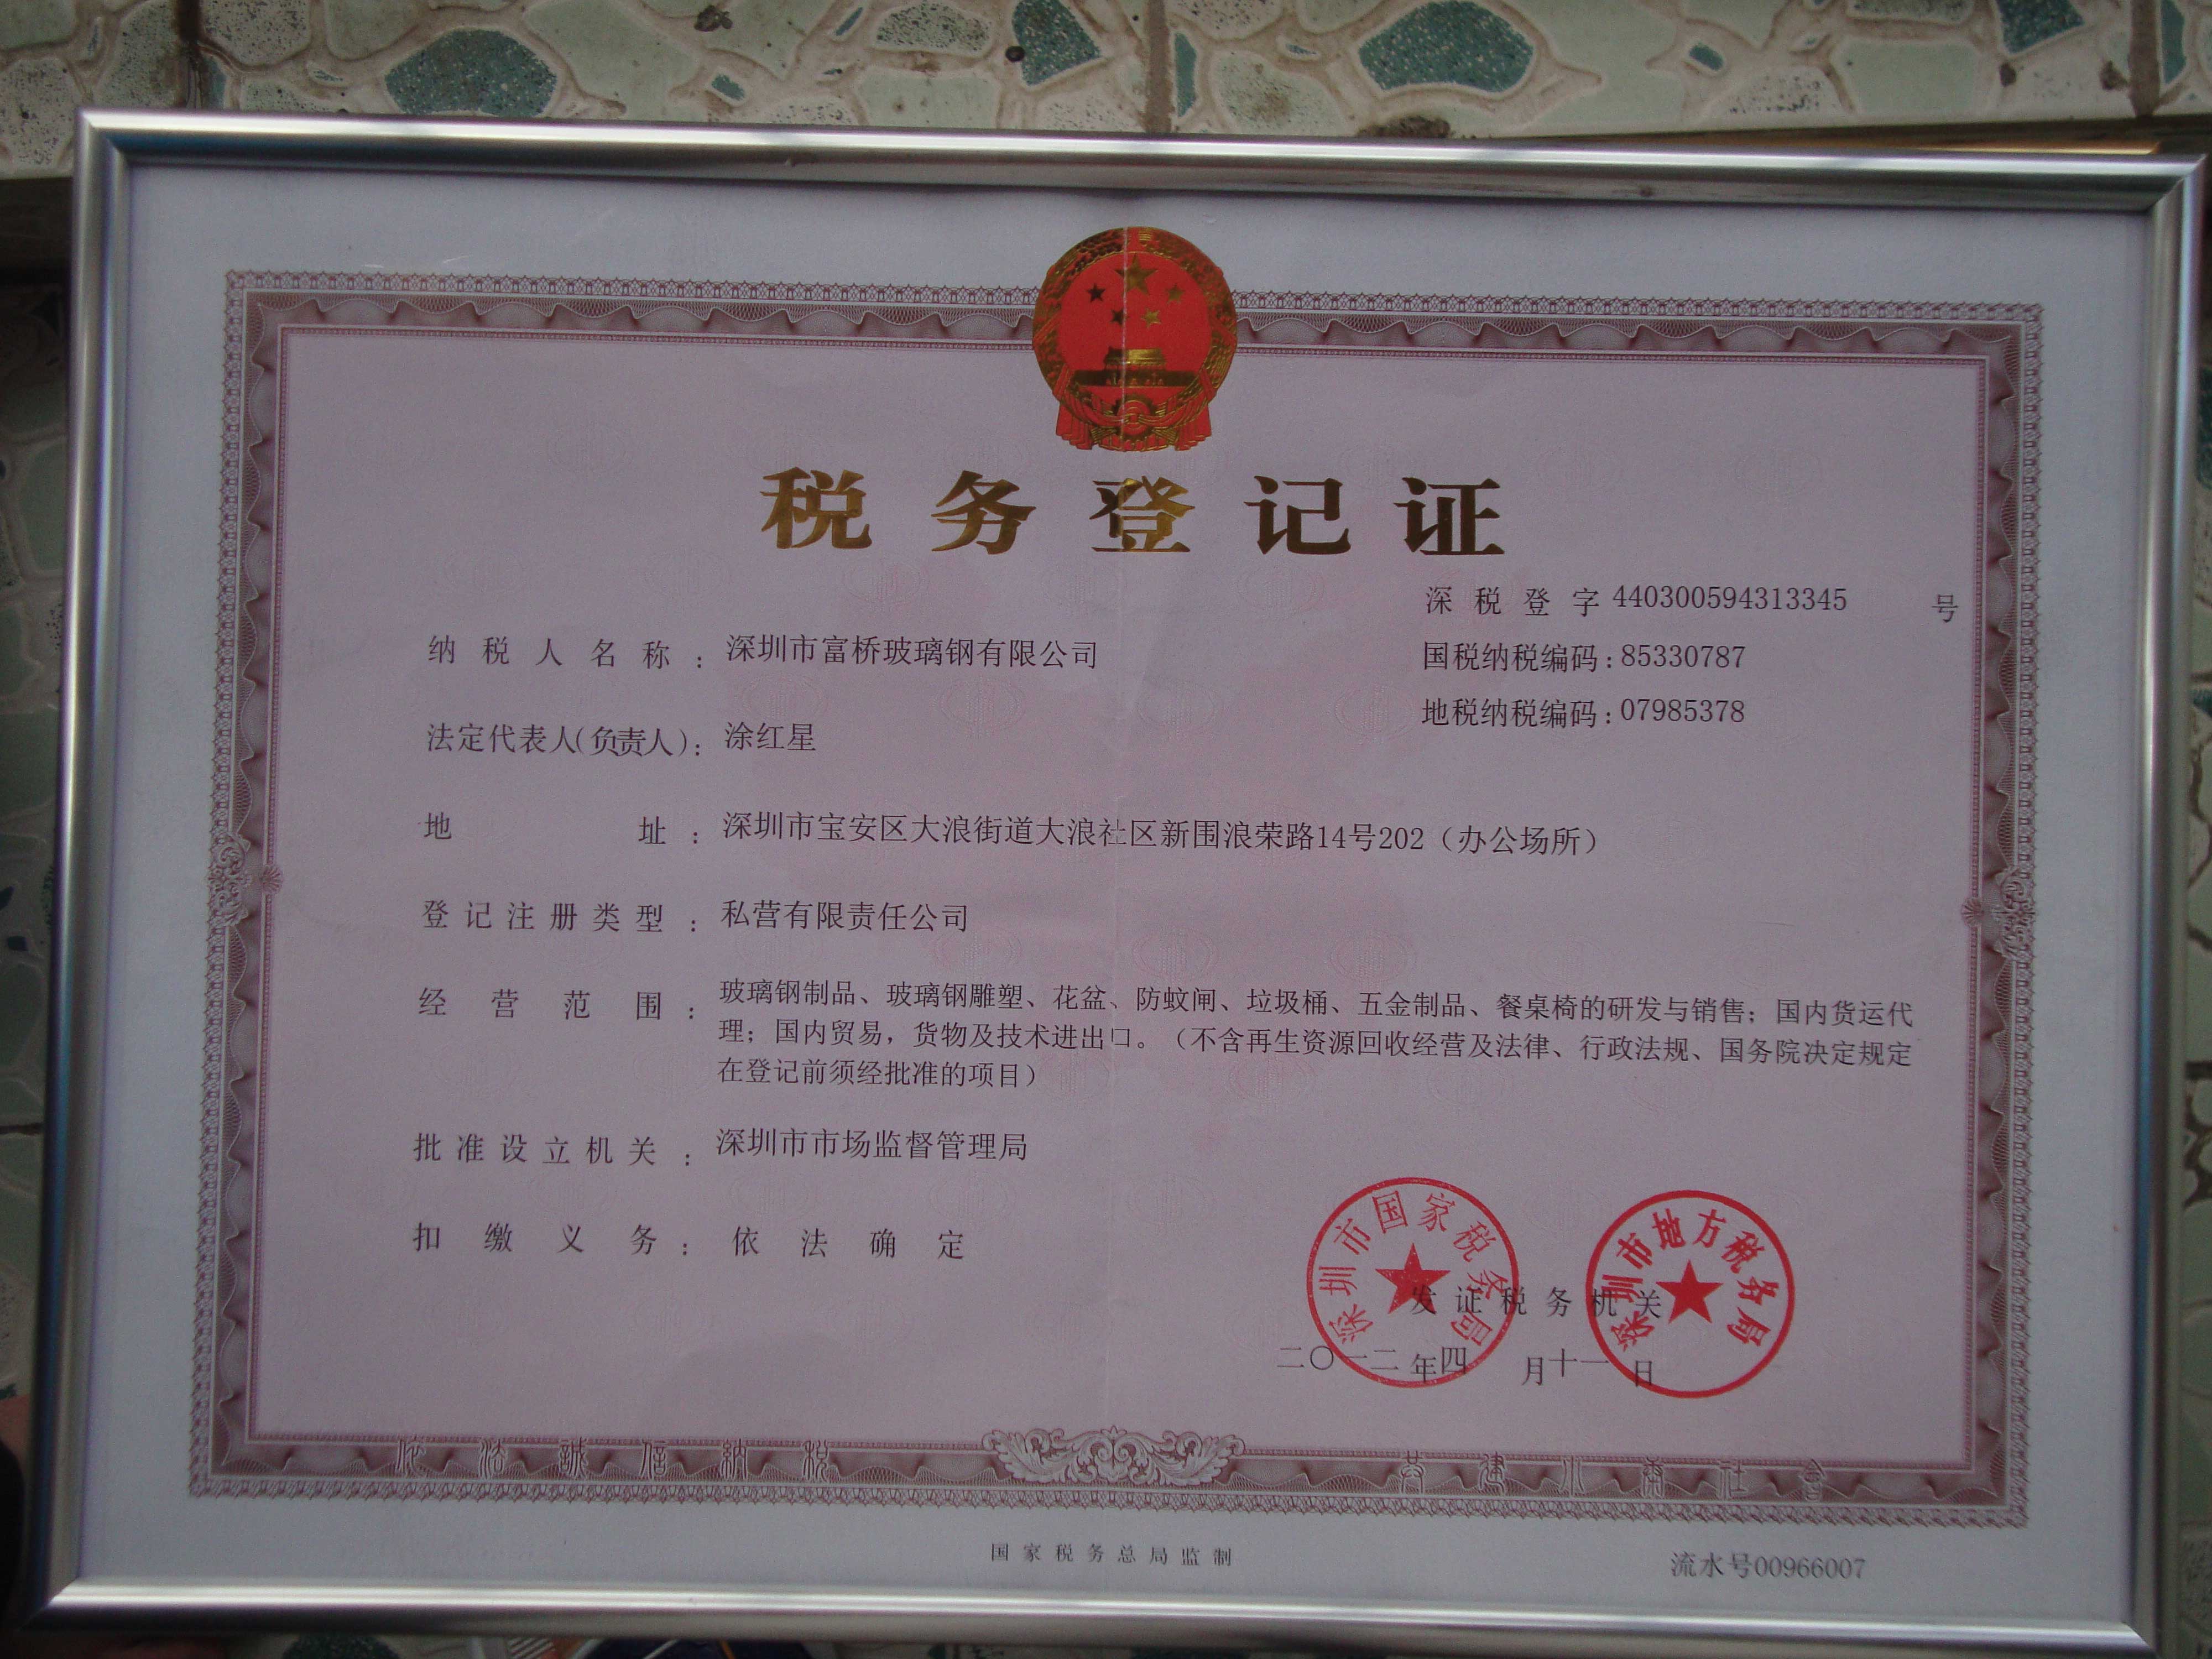 税务登记证
深税登字440300594313345号
纳税人名称：深圳市富桥玻璃钢有限公司
国税纳税编码：85330787
地税纳税编码：07985378
法定代表人(负责人)：涂红星
地址：深圳市宝安区大浪街道大浪社区新围浪荣路14号202（办公场所）
登记注册类型：私营有限责任公司
经营范围：玻璃钢制品、玻璃钢雕塑、花盆、防蚊闸、垃圾桶、五金制品、餐桌椅的研发与销售；国内货运代
理；国内贸易，货物及技术进出口。（不含再生资源回收经营及法律、行政法规、国务院决定规定
在登记前须经批准的项目）
批准设立机关：深圳市市场监督管理局
扣缴义务：依法确定
深圳市国家税务局
深圳市地方税务局
发证税务机关
二〇一二年四月十一日
依法誠信納税
共建小康社會
国家税务总局监制
流水号00966007